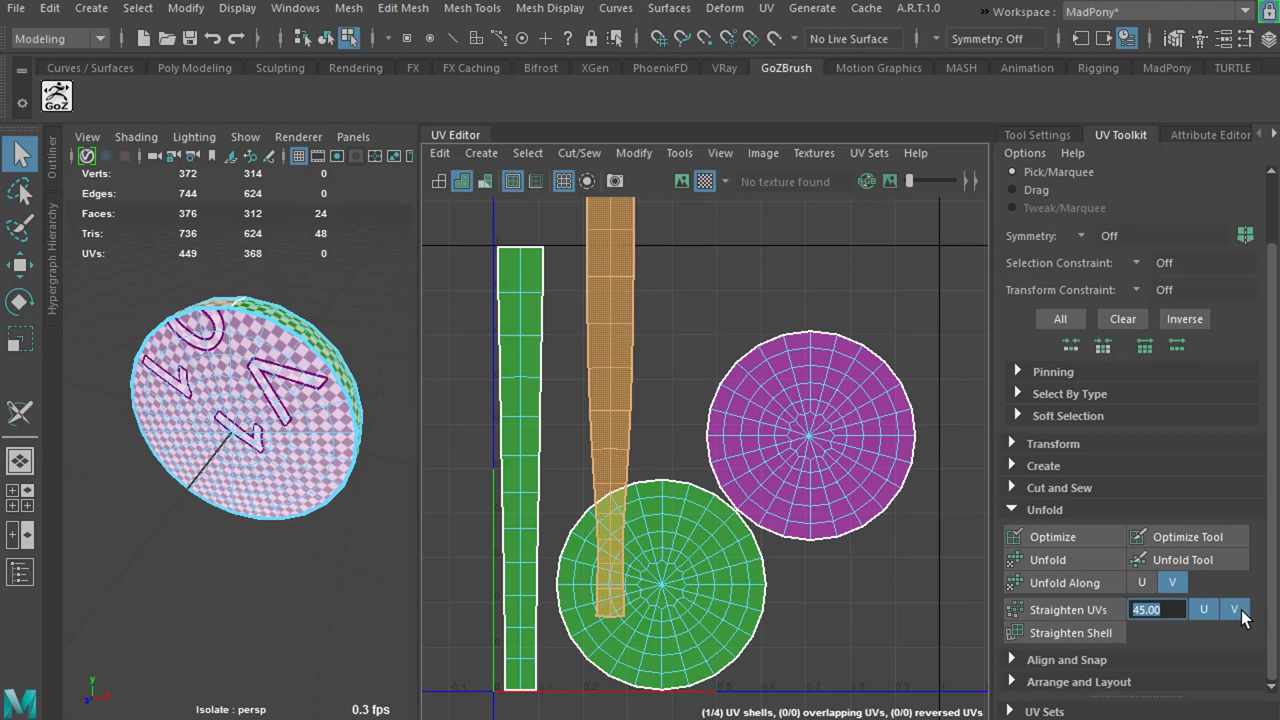 File Edit Create Select Modify Display Windows Mesh Edit Mesh Mesh Tools Mesh Display Curves Surfaces Deform UV Generate Cache A.R.T.1.0 Workspace: MadPony*
Modeling No Live Surface Symmetry: Off
Curves / Surfaces Poly Modeling Sculpting Rendering FX FX Caching Bifrost XGen PhoenixFD VRay GoZBrush Motion Graphics MASH Animation Rigging MadPony TURTLE
GoZ
Outliner
Hypergraph Hierarchy
View Shading Lighting Show Renderer Panels
Verts: 372 314 0
Edges: 744 624 0
Faces: 376 312 24
Tris: 736 624 48
UVs: 449 368 0
Isolate : persp
0.3 fps
UV Editor
Edit Create Select Cut/Sew Modify Tools View Image Textures UV Sets Help
No texture found
(1/4) UV shells, (0/0) overlapping UVs, (0/0) reversed UVs
Tool Settings UV Toolkit Attribute Editor
Options Help
Pick/Marquee
Drag
Tweak/Marquee
Symmetry: Off
Selection Constraint: Off
Transform Constraint: Off
All Clear Inverse
Pinning
Select By Type
Soft Selection
Transform
Create
Cut and Sew
Unfold
Optimize Optimize Tool
Unfold Unfold Tool
Unfold Along U V
Straighten UVs 45.00 U V
Straighten Shell
Align and Snap
Arrange and Layout
UV Sets